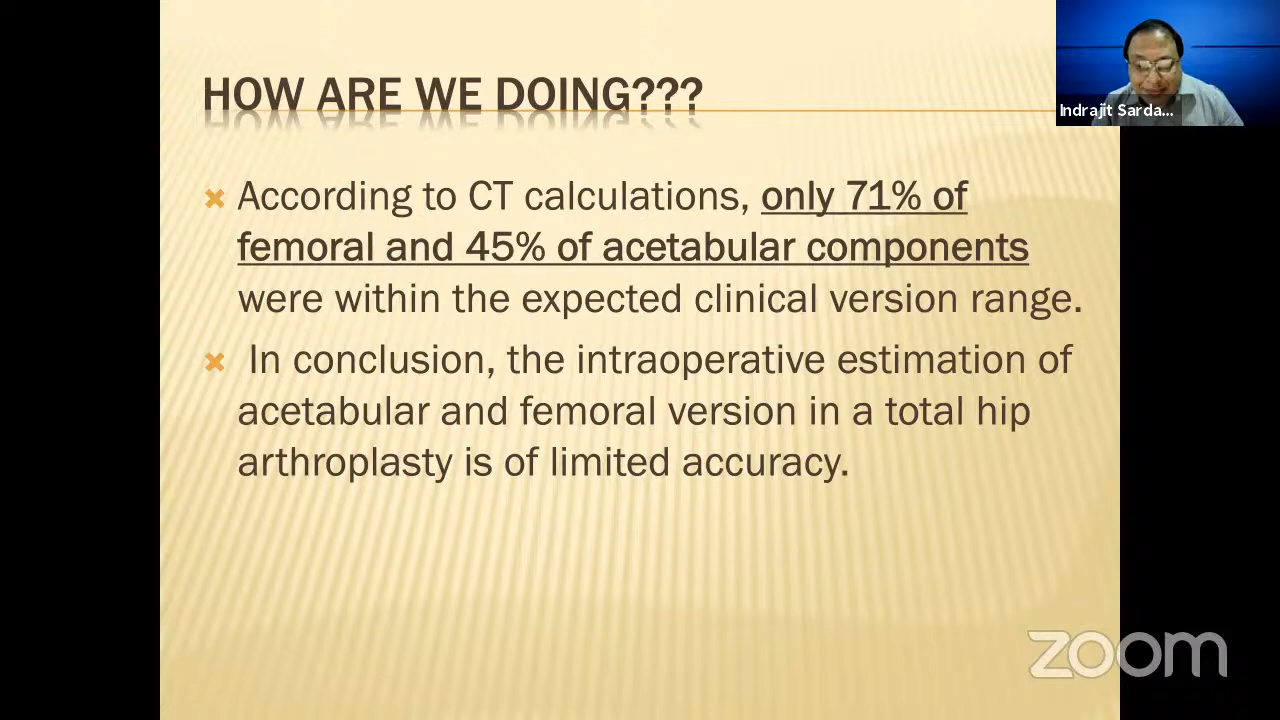 HOW ARE WE DOING???
Indrajit Sarda...
According to CT calculations, only 71% of
femoral and 45% of acetabular components
were within the expected clinical version range.
In conclusion, the intraoperative estimation of
acetabular and femoral version in a total hip
arthroplasty is of limited accuracy.
zoom